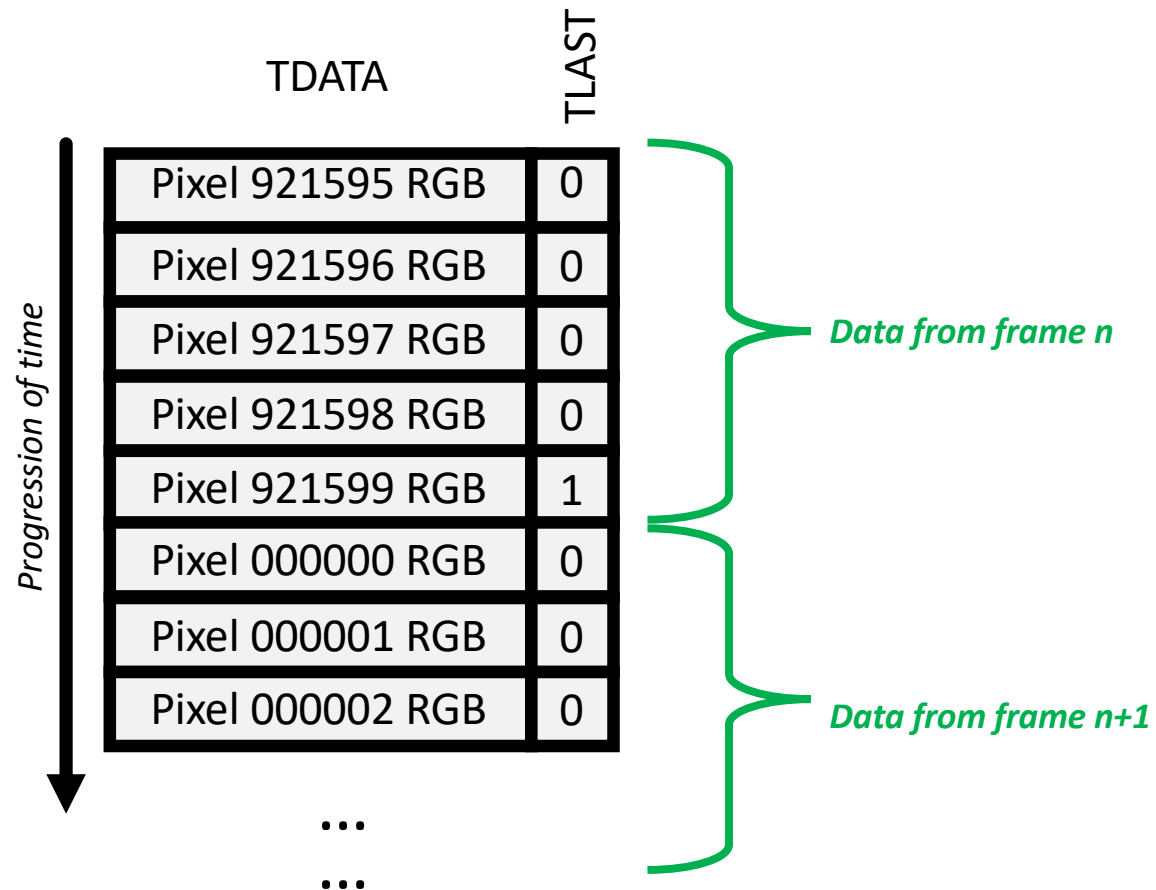 TDATA
TLAST
Pixel 921595 RGB 0
Pixel 921596 RGB 0
Pixel 921597 RGB 0
Pixel 921598 RGB 0
Pixel 921599 RGB 1
Pixel 000000 RGB 0
Pixel 000001 RGB 0
Pixel 000002 RGB 0
...
...
Progression of time
Data from frame n
Data from frame n+1